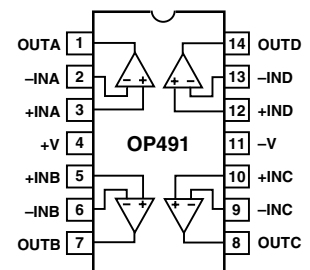 OUTA 1 14 OUTD
–INA 2 – + + – 13 –IND
+INA 3 12 +IND
+V 4 OP491 11 –V
+INB 5 10 +INC
–INB 6 – + + – 9 –INC
OUTB 7 8 OUTC